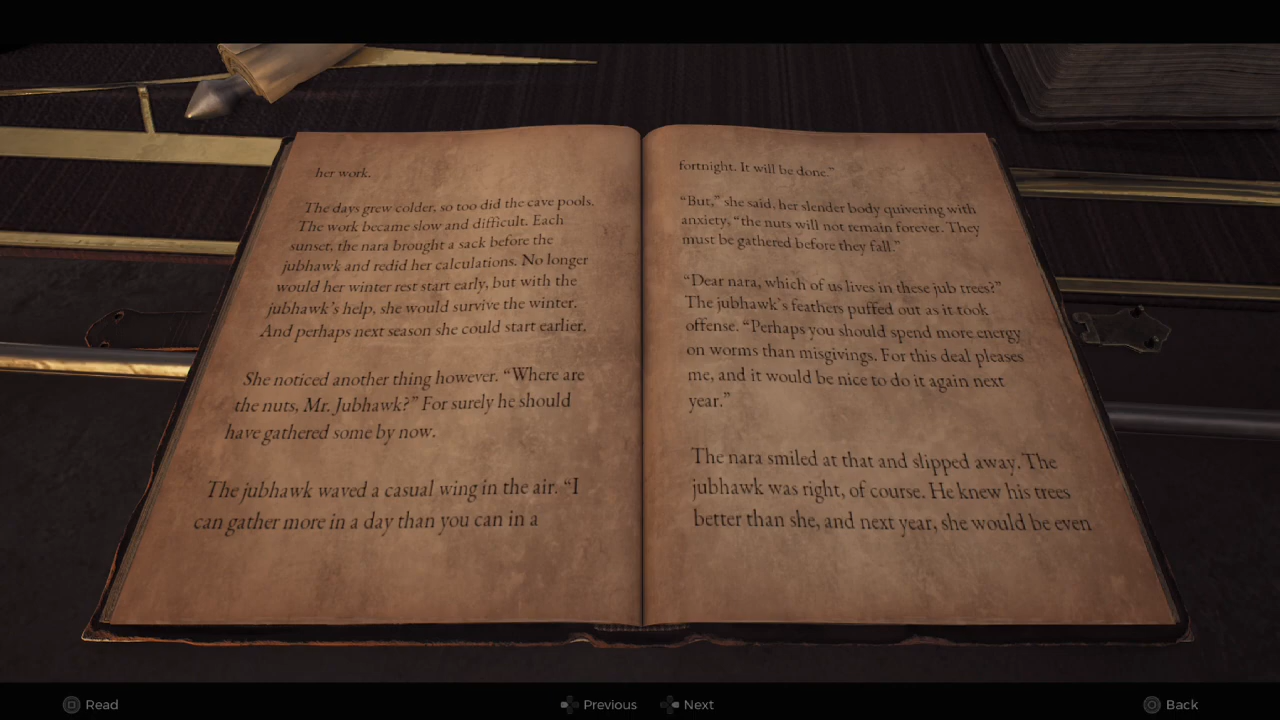 her work.
The days grew colder, so too did the cave pools.
The work became slow and difficult. Each
sunset, the nara brought a sack before the
jubhawk and redid her calculations. No longer
would her winter rest start early, but with the
jubhawk's help, she would survive the winter.
And perhaps next season she could start earlier.
She noticed another thing however. “Where are
the nuts, Mr. Jubhawk?” For surely he should
have gathered some by now.
The jubhawk waved a casual wing in the air. “I
can gather more in a day than you can in a
fortnight. It will be done.”
“But,” she said, her slender body quivering with
anxiety, “the nuts will not remain forever. They
must be gathered before they fall.”
“Dear nara, which of us lives in these jub trees?”
The jubhawk's feathers puffed out as it took
offense. “Perhaps you should spend more energy
on worms than misgivings. For this deal pleases
me, and it would be nice to do it again next
year.”
The nara smiled at that and slipped away. The
jubhawk was right, of course. He knew his trees
better than she, and next year, she would be even
Read
Previous
Next
Back